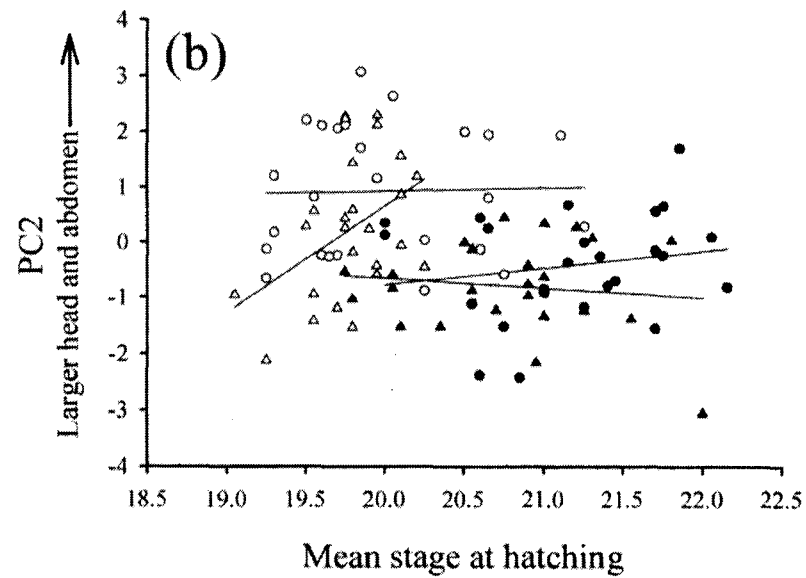 (b)
PC2
Larger head and abdomen
4
3
2
1
0
-1
-2
-3
-4
18.5 19.0 19.5 20.0 20.5 21.0 21.5 22.0 22.5
Mean stage at hatching